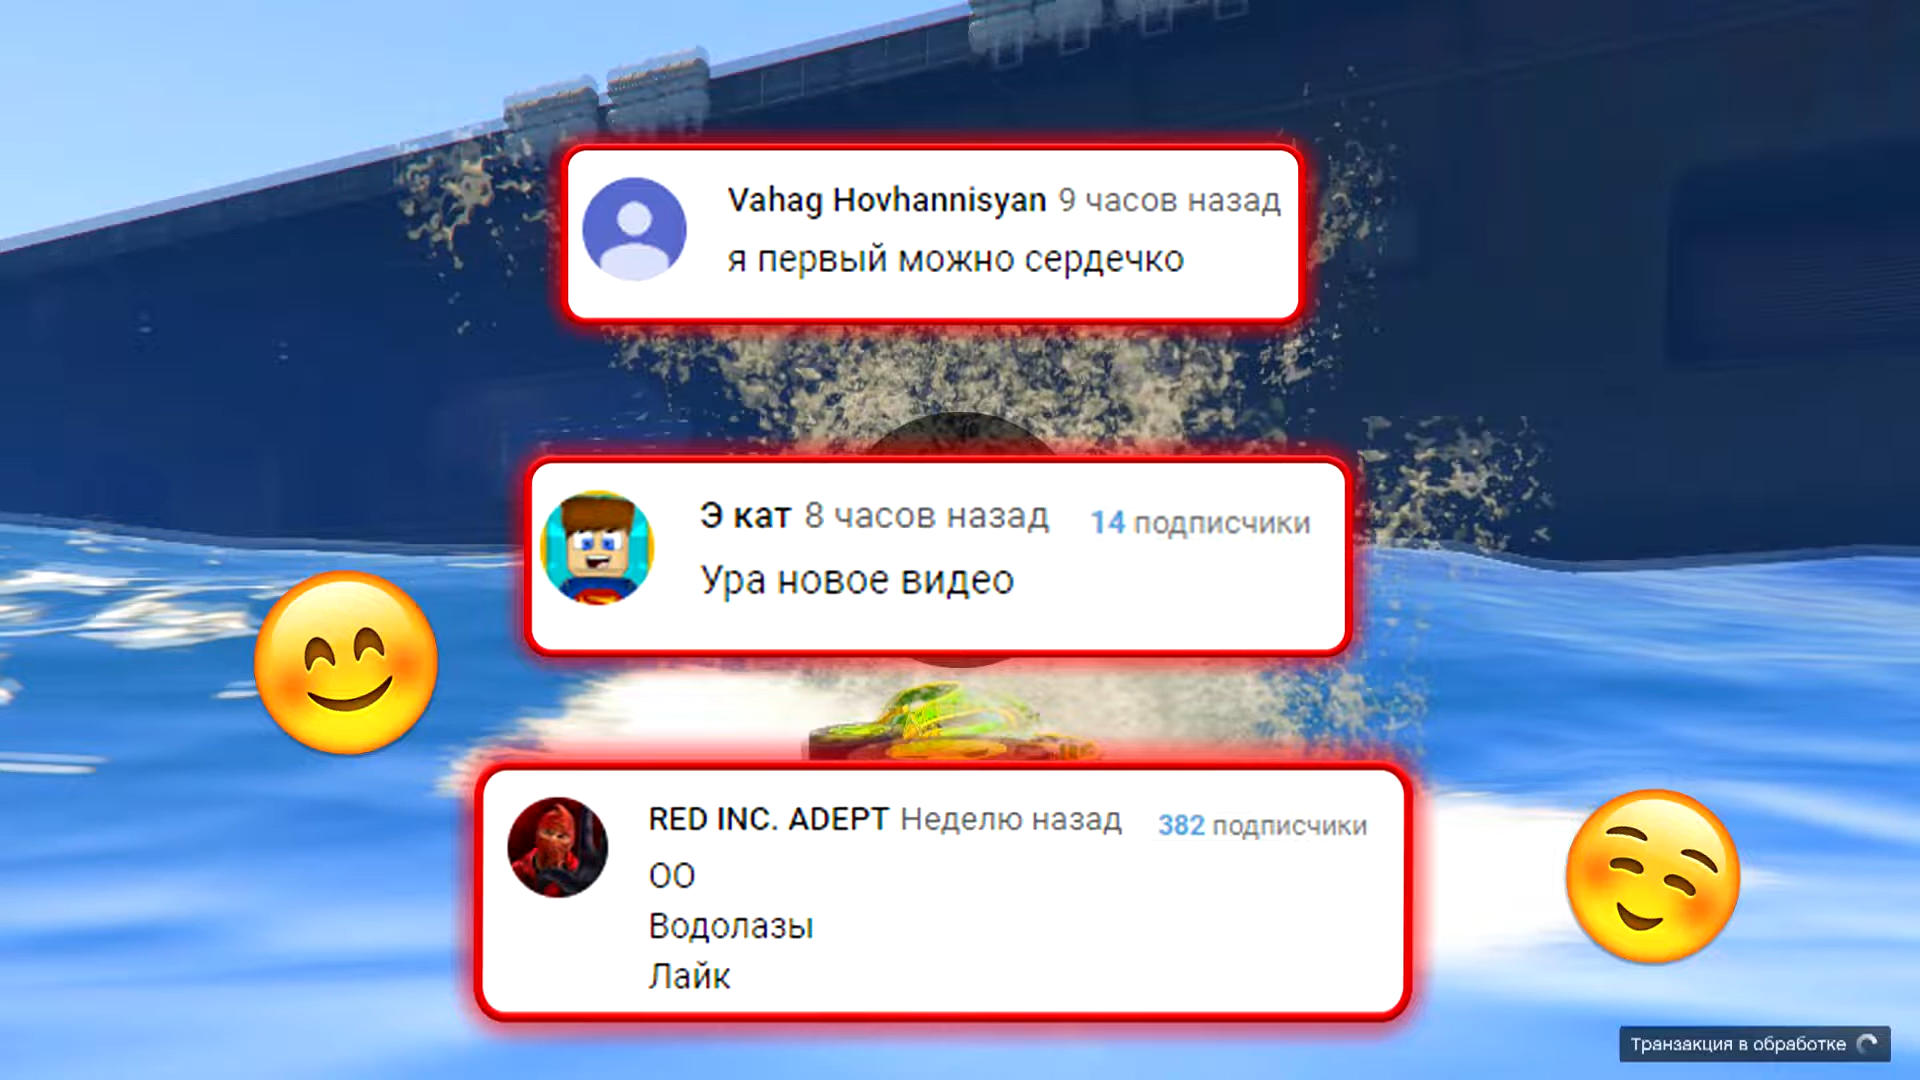 Vahag Hovhannisyan 9 часов назад
я первый можно сердечко
Э кат 8 часов назад 14 подписчики
Ура новое видео
RED INC. ADEPT Неделю назад 382 подписчики
ОО
Водолазы
Лайк
Транзакция в обработке